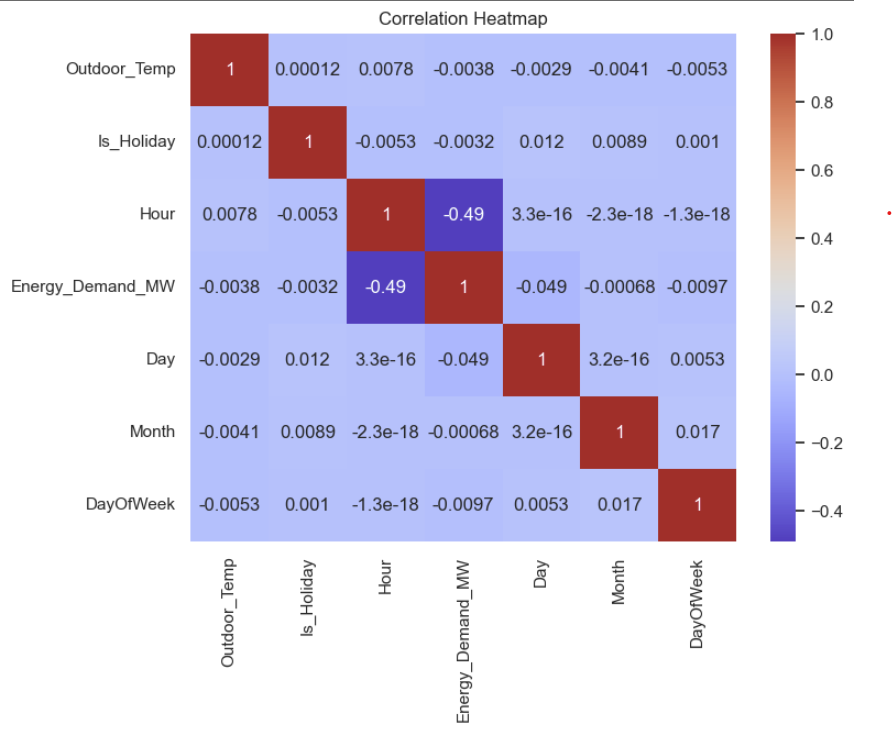 Correlation Heatmap
Outdoor_Temp 1 0.00012 0.0078 -0.0038 -0.0029 -0.0041 -0.0053
Is_Holiday 0.00012 1 -0.0053 -0.0032 0.012 0.0089 0.001
Hour 0.0078 -0.0053 1 -0.49 3.3e-16 -2.3e-18 -1.3e-18
Energy_Demand_MW -0.0038 -0.0032 -0.49 1 -0.049 -0.00068 -0.0097
Day -0.0029 0.012 3.3e-16 -0.049 1 3.2e-16 0.0053
Month -0.0041 0.0089 -2.3e-18 -0.00068 3.2e-16 1 0.017
DayOfWeek -0.0053 0.001 -1.3e-18 -0.0097 0.0053 0.017 1
Outdoor_Temp
Is_Holiday
Hour
Energy_Demand_MW
Day
Month
DayOfWeek
1.0
0.8
0.6
0.4
0.2
0.0
−0.2
−0.4